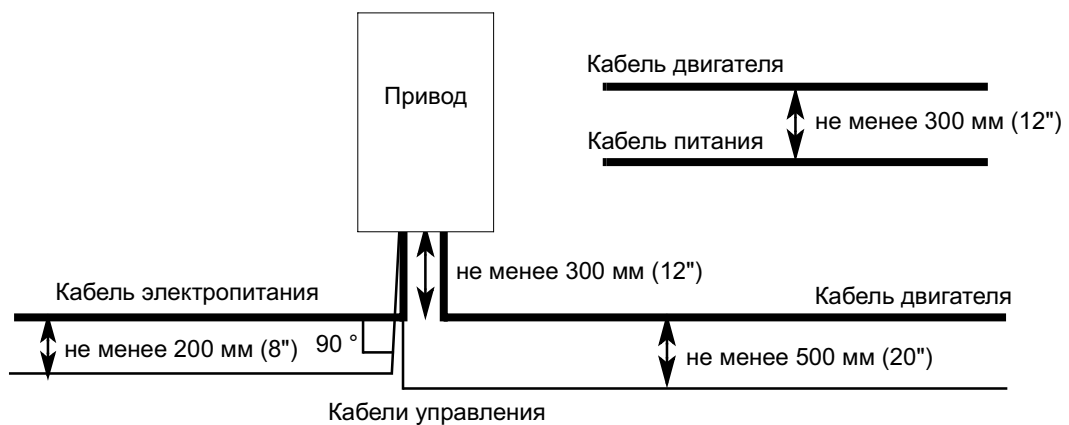 Привод
Кабель двигателя
не менее 300 мм (12")
Кабель питания
не менее 300 мм (12")
Кабель электропитания
Кабель двигателя
не менее 200 мм (8")
90 °
не менее 500 мм (20")
Кабели управления